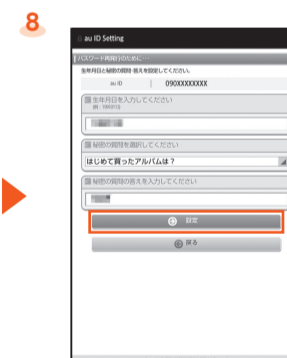 8
au ID Setting
パスワード再発行のために…
生年月日と秘密の質問・答えを設定してください。
au ID 090XXXXXXXX
生年月日を入力してください
秘密の質問を選択してください
はじめて買ったアルバムは？
秘密の質問の答えを入力してください
設定
戻る